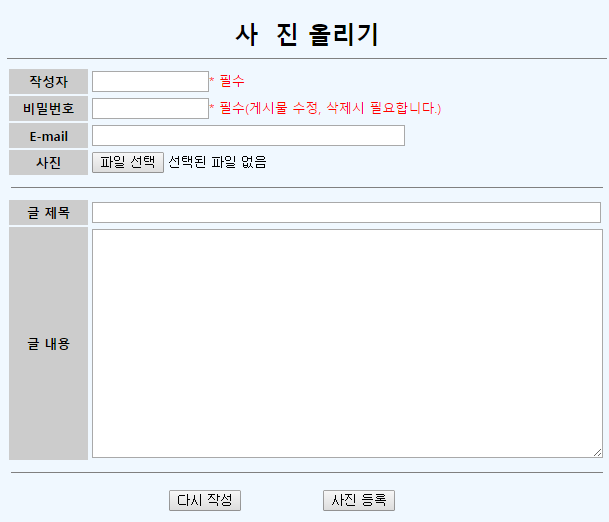 사 진 올리기
작성자 * 필수
비밀번호 * 필수(게시물 수정, 삭제시 필요합니다.)
E-mail
사진 파일 선택 선택된 파일 없음
글 제목
글 내용
다시 작성 사진 등록